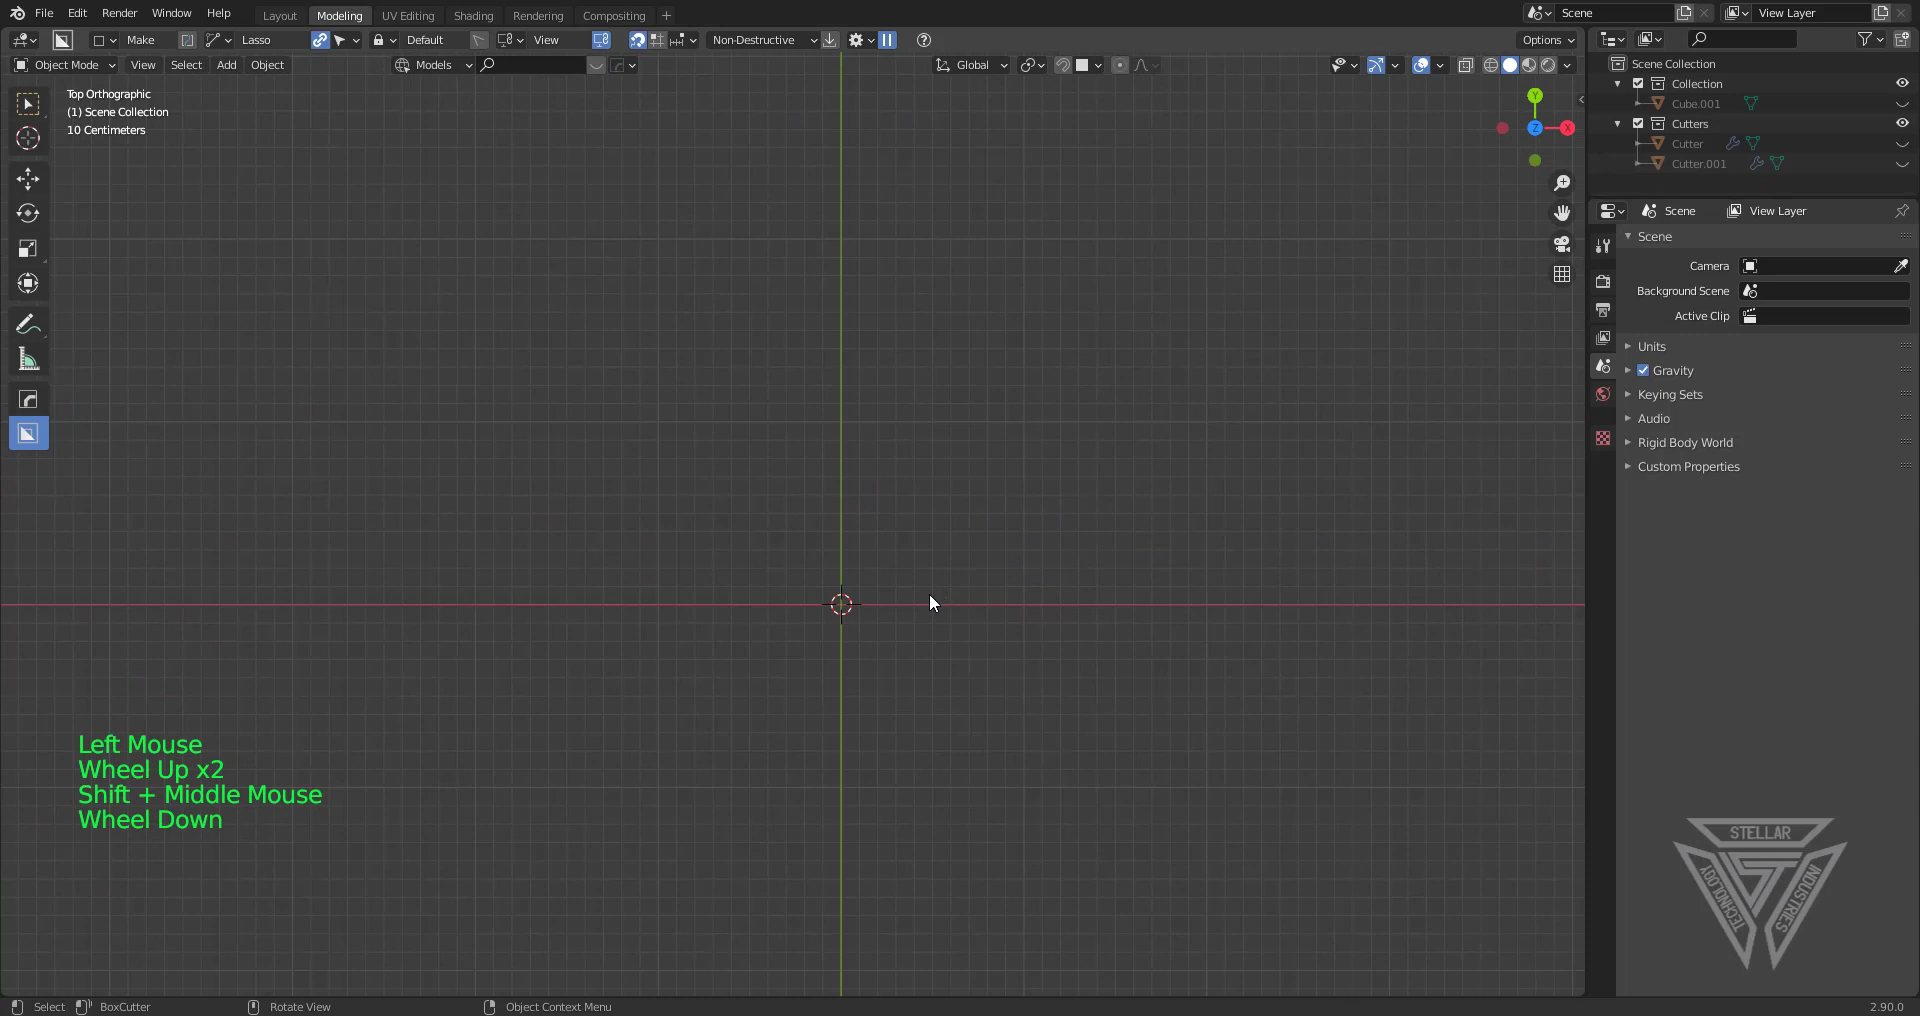 File Edit Render Window Help Layout Modeling UV Editing Shading Rendering Compositing + Scene View Layer
Make Lasso Default View Non-Destructive Options
Object Mode View Select Add Object Models Global
Top Orthographic
(1) Scene Collection
10 Centimeters
Y
Z X
Scene Collection
Collection
Cube.001
Cutters
Cutter
Cutter.001
Scene View Layer
Scene
Camera
Background Scene
Active Clip
Units
Gravity
Keying Sets
Audio
Rigid Body World
Custom Properties
Left Mouse
Wheel Up x2
Shift + Middle Mouse
Wheel Down
STELLAR
TECHNOLOGY
INDUSTRIES
Select BoxCutter Rotate View Object Context Menu 2.90.0